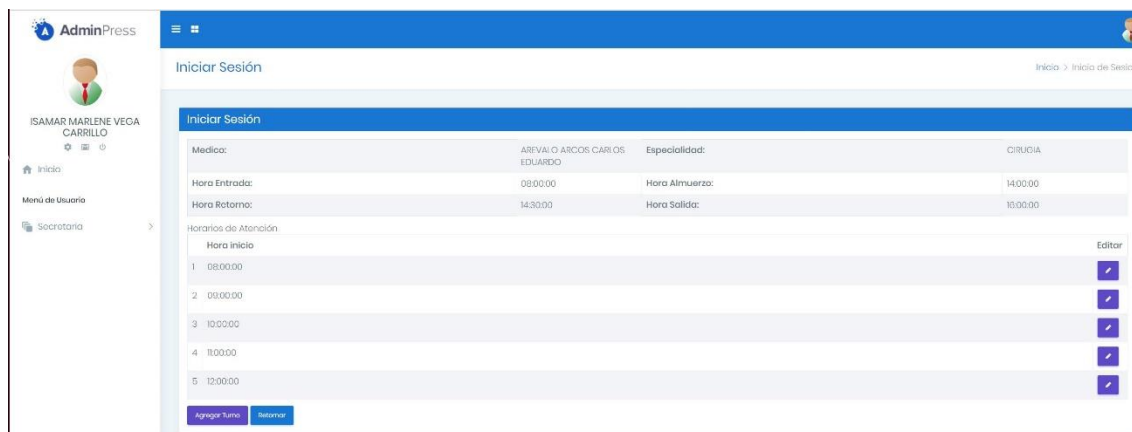 AdminPress
Iniciar Sesión
Inicio > Inicio de Sesio
ISAMAR MARLENE VEGA
CARRILLO
Inicio
Menú de Usuario
Secretaria
Iniciar Sesión
Medico: AREVALO ARCOS CARLOS EDUARDO Especialidad: CIRUGIA
Hora Entrada: 08:00:00 Hora Almuerzo: 14:00:00
Hora Retorno: 14:30:00 Hora Salida: 16:00:00
Horarios de Atención
Hora inicio Editar
1 08:00:00
2 09:00:00
3 10:00:00
4 11:00:00
5 12:00:00
Agregar Turno Retornar